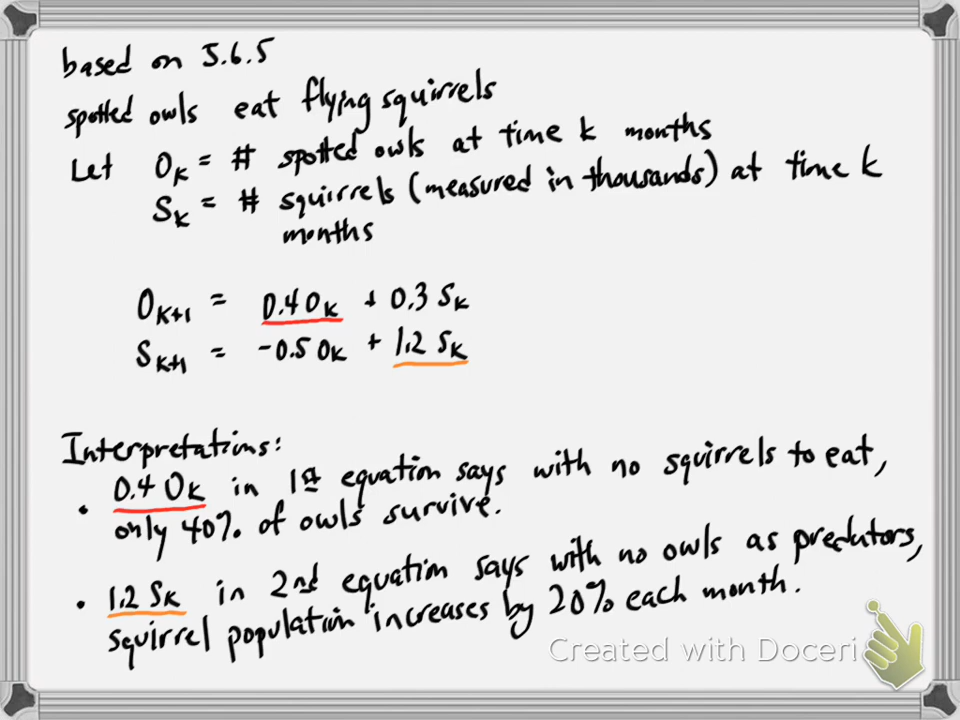 based on 5.6.5
spotted owls eat flying squirrels
Let O_K = # spotted owls at time k months
S_K = # squirrels (measured in thousands) at time k
months
O_{K+1} = 0.4 O_K + 0.3 S_K
S_{K+1} = -0.5 O_K + 1.2 S_K
Interpretations:
• 0.4 O_K in 1st equation says with no squirrels to eat,
only 40% of owls survive.
• 1.2 S_K in 2nd equation says with no owls as predators,
squirrel population increases by 20% each month.
Created with Doceri